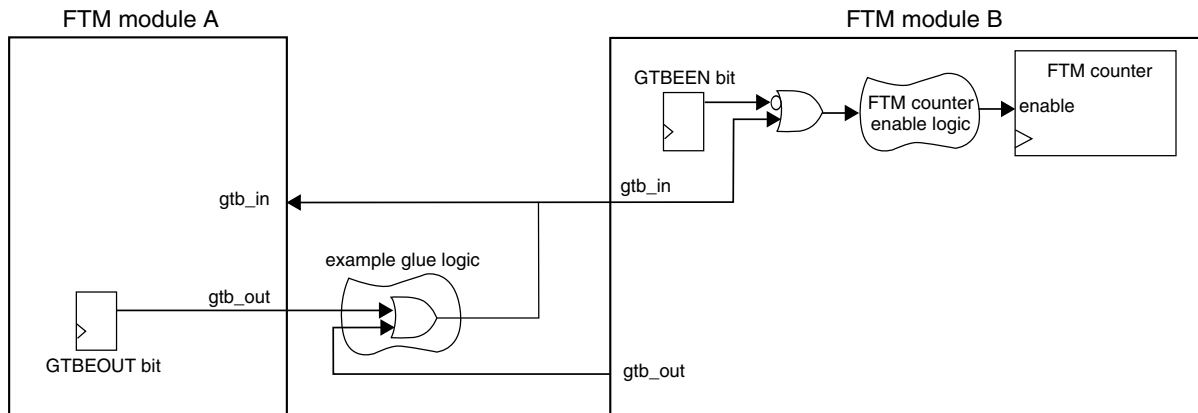 FTM module A
FTM module B
GTBEEN bit
FTM counter
FTM counter
enable logic
enable
gtb_in
gtb_in
example glue logic
gtb_out
GTBEOUT bit
gtb_out